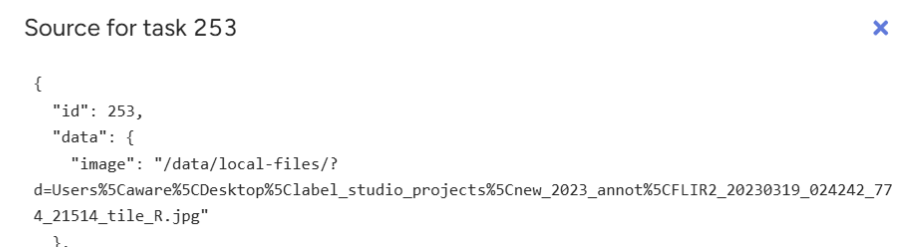 Source for task 253
{
"id": 253,
"data": {
"image": "/data/local-files/?
d=Users%5Caware%5CDesktop%5Clabel_studio_projects%5Cnew_2023_annot%5CFLIR2_20230319_024242_77
4_21514_tile_R.jpg"
},